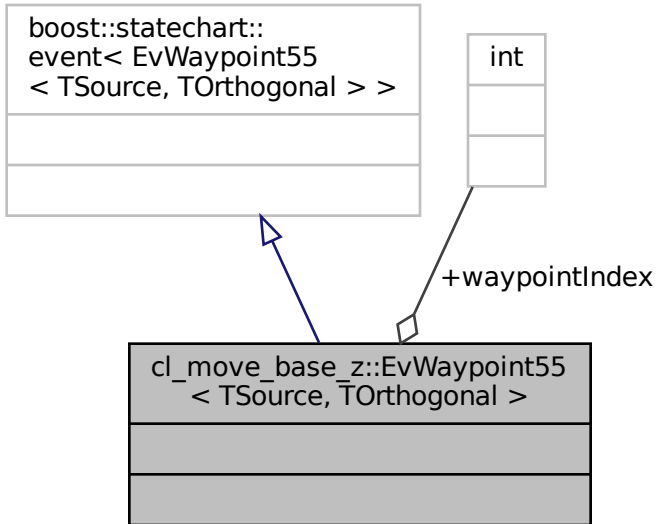 boost::statechart::
event< EvWaypoint55
< TSource, TOrthogonal > >
int
+waypointIndex
cl_move_base_z::EvWaypoint55
< TSource, TOrthogonal >